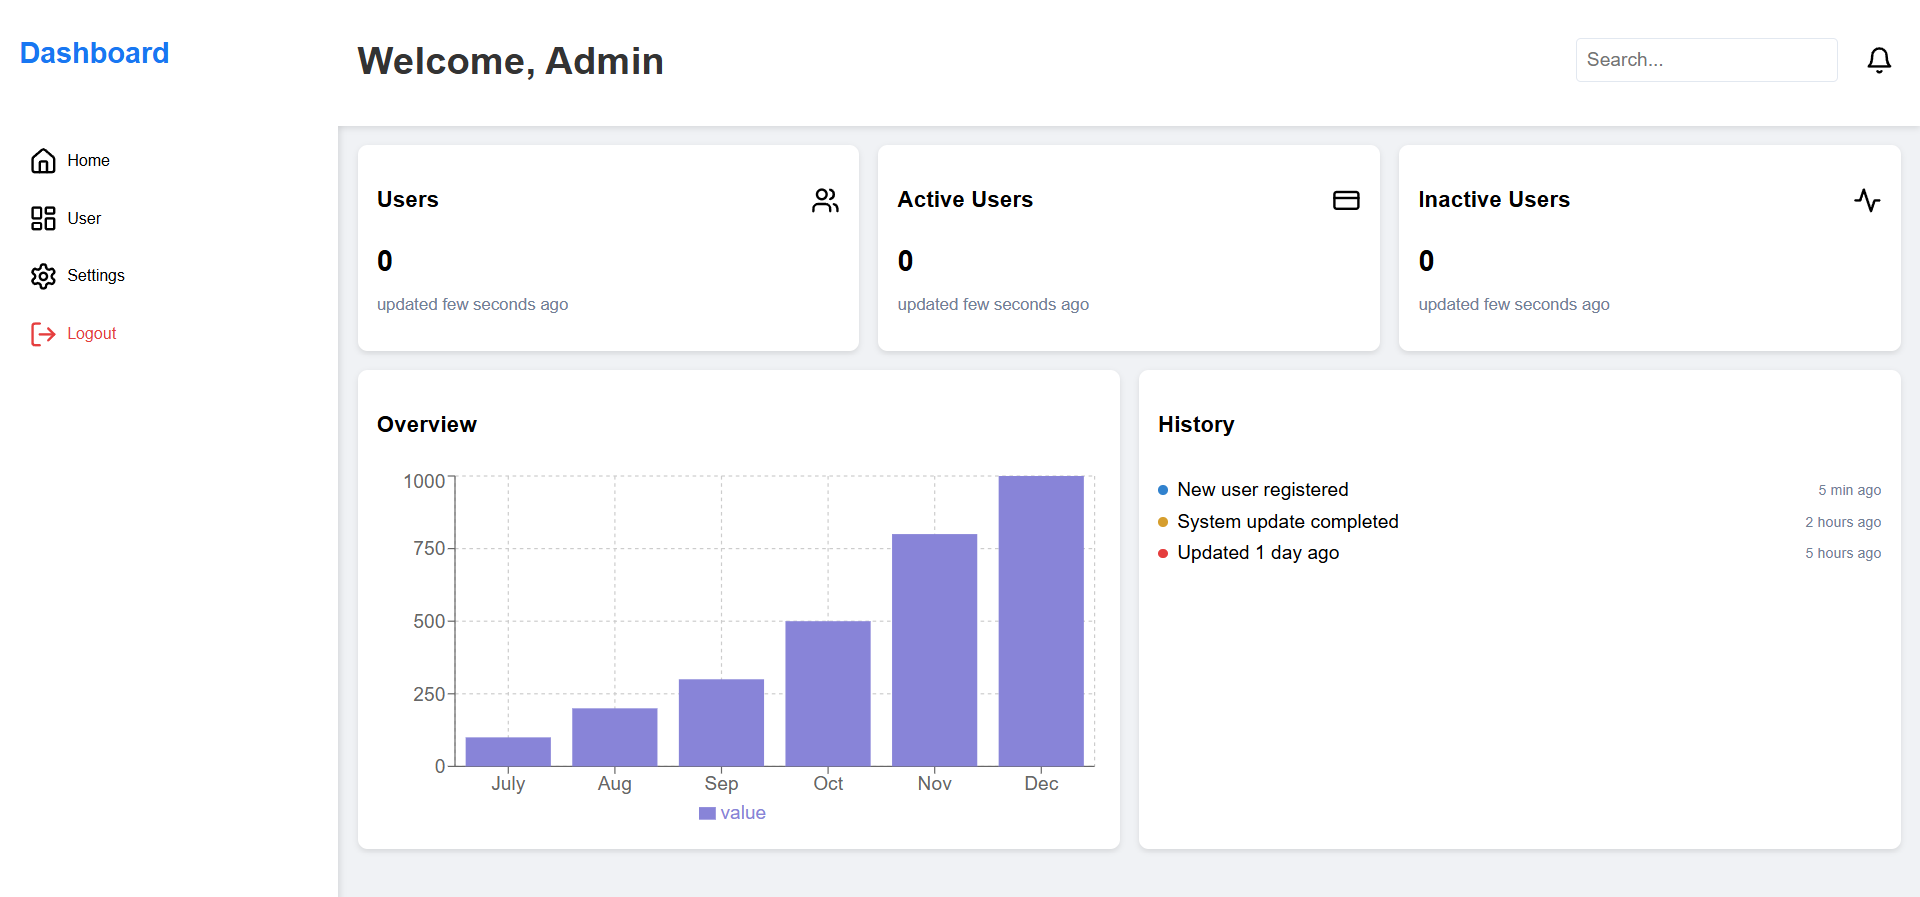 Dashboard
Home
User
Settings
Logout
Welcome, Admin
Search...
Users
0
updated few seconds ago
Active Users
0
updated few seconds ago
Inactive Users
0
updated few seconds ago
Overview
1000
750
500
250
0
July Aug Sep Oct Nov Dec
value
History
New user registered 5 min ago
System update completed 2 hours ago
Updated 1 day ago 5 hours ago